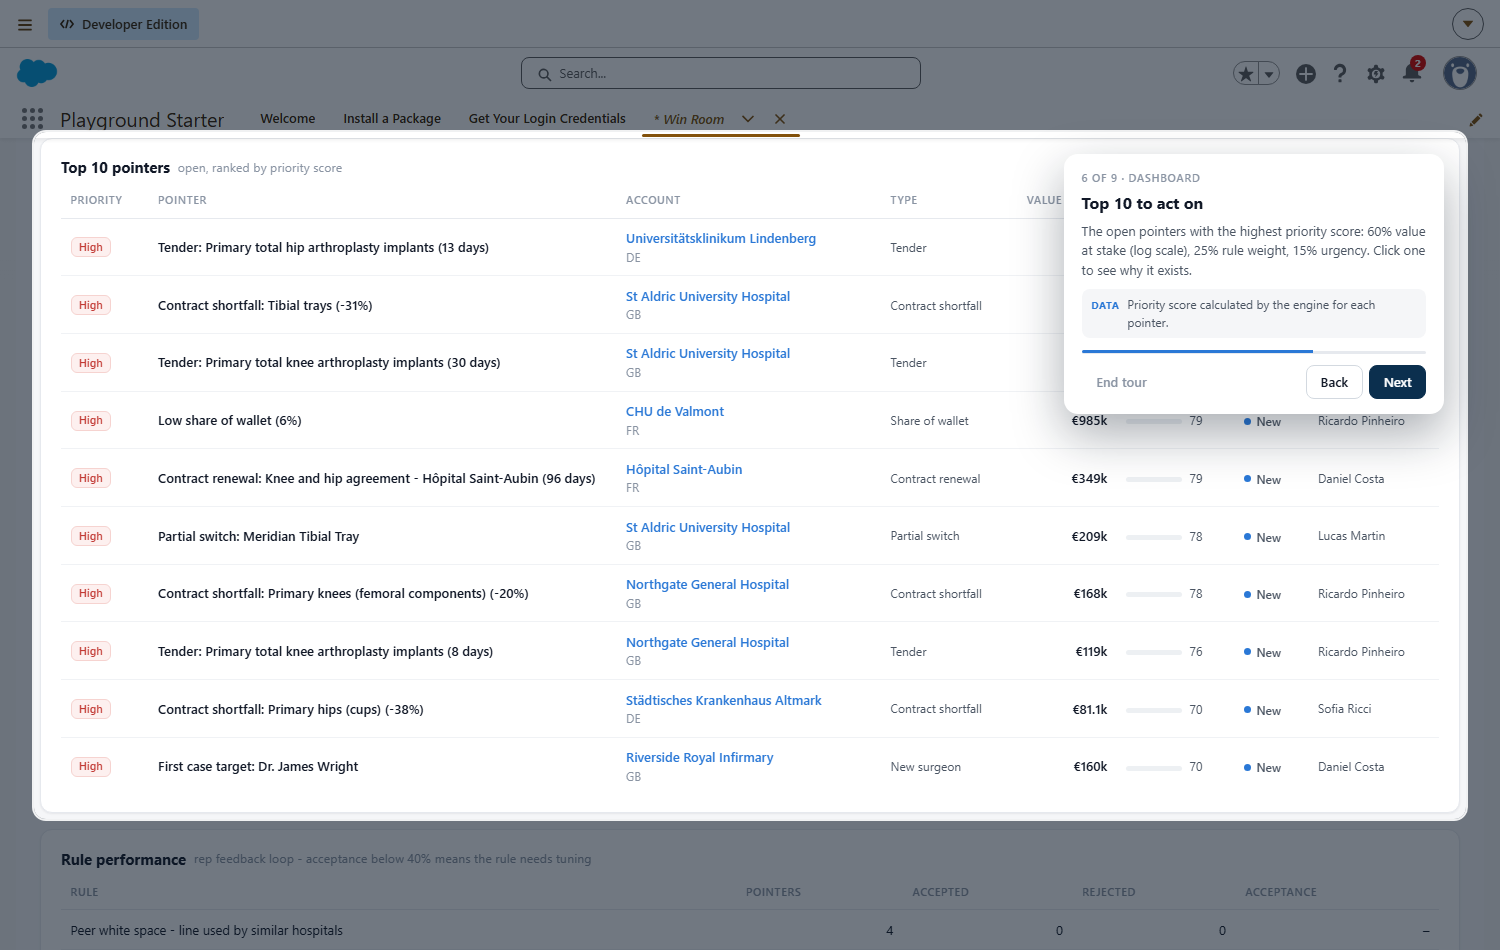 Developer Edition
Search...
2
Playground Starter
Welcome
Install a Package
Get Your Login Credentials
* Win Room
Top 10 pointers open, ranked by priority score
PRIORITY POINTER ACCOUNT TYPE VALUE
High Tender: Primary total hip arthroplasty implants (13 days) Universitätsklinikum Lindenberg Tender
DE
High Contract shortfall: Tibial trays (-31%) St Aldric University Hospital Contract shortfall
GB
High Tender: Primary total knee arthroplasty implants (30 days) St Aldric University Hospital Tender
GB
High Low share of wallet (6%) CHU de Valmont Share of wallet €985k 79 New Ricardo Pinheiro
FR
High Contract renewal: Knee and hip agreement - Hôpital Saint-Aubin (96 days) Hôpital Saint-Aubin Contract renewal €349k 79 New Daniel Costa
FR
High Partial switch: Meridian Tibial Tray St Aldric University Hospital Partial switch €209k 78 New Lucas Martin
GB
High Contract shortfall: Primary knees (femoral components) (-20%) Northgate General Hospital Contract shortfall €168k 78 New Ricardo Pinheiro
GB
High Tender: Primary total knee arthroplasty implants (8 days) Northgate General Hospital Tender €119k 76 New Ricardo Pinheiro
GB
High Contract shortfall: Primary hips (cups) (-38%) Städtisches Krankenhaus Altmark Contract shortfall €81.1k 70 New Sofia Ricci
DE
High First case target: Dr. James Wright Riverside Royal Infirmary New surgeon €160k 70 New Daniel Costa
GB
6 OF 9 · DASHBOARD
Top 10 to act on
The open pointers with the highest priority score: 60% value
at stake (log scale), 25% rule weight, 15% urgency. Click one
to see why it exists.
DATA Priority score calculated by the engine for each
pointer.
End tour
Back
Next
Rule performance rep feedback loop - acceptance below 40% means the rule needs tuning
RULE POINTERS ACCEPTED REJECTED ACCEPTANCE
Peer white space - line used by similar hospitals 4 0 0 –